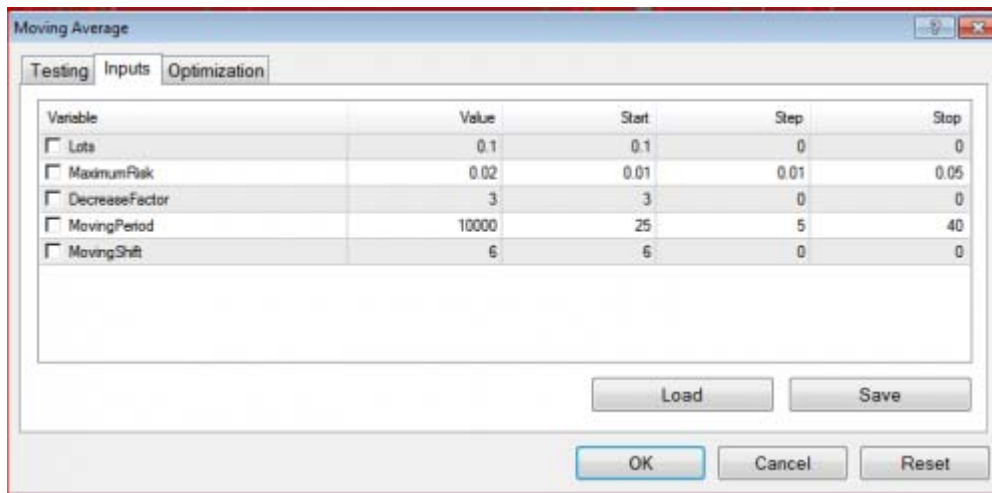 Moving Average
Testing Inputs Optimization
Variable Value Start Step Stop
Lots 0.1 0.1 0 0
MaximumRisk 0.02 0.01 0.01 0.05
DecreaseFactor 3 3 0 0
MovingPeriod 10000 25 5 40
MovingShift 6 6 0 0
Load Save
OK Cancel Reset